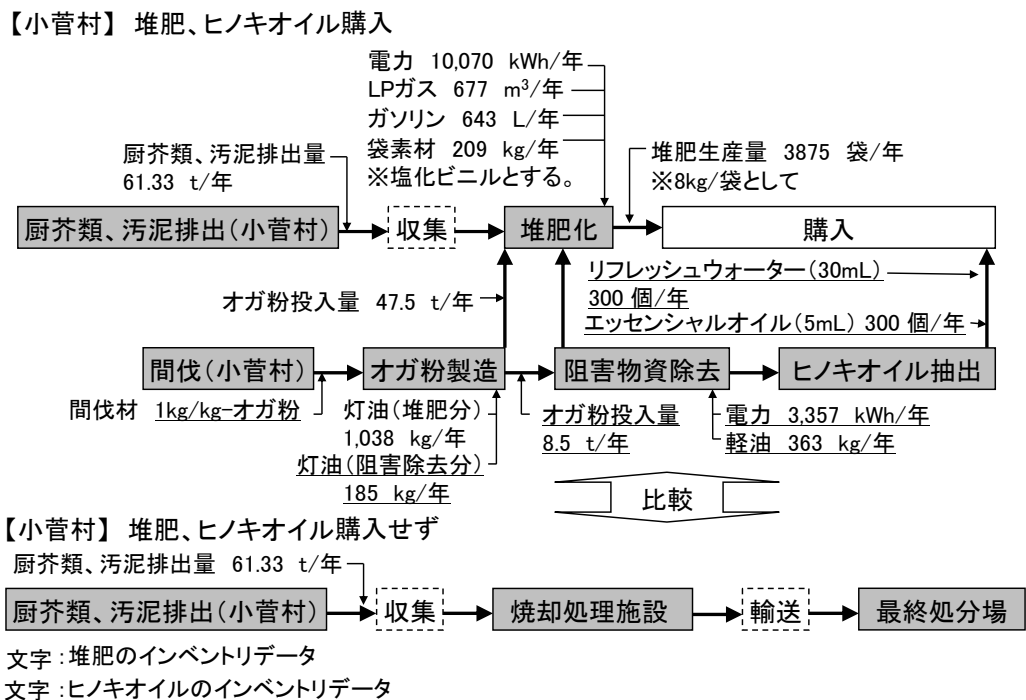 【小菅村】 堆肥、ヒノキオイル購入
電力 10,070 kWh/年
LPガス 677 m³/年
ガソリン 643 L/年
袋素材 209 kg/年
※塩化ビニルとする。
厨芥類、汚泥排出量
61.33 t/年
堆肥生産量 3875 袋/年
※8kg/袋として
厨芥類、汚泥排出(小菅村)
収集
堆肥化
購入
オガ粉投入量 47.5 t/年
リフレッシュウォーター(30mL)
300 個/年
エッセンシャルオイル(5mL) 300 個/年
間伐(小菅村)
オガ粉製造
阻害物資除去
ヒノキオイル抽出
間伐材 1kg/kg-オガ粉
灯油(堆肥分)
1,038 kg/年
灯油(阻害除去分)
185 kg/年
オガ粉投入量
8.5 t/年
電力 3,357 kWh/年
軽油 363 kg/年
比較
【小菅村】 堆肥、ヒノキオイル購入せず
厨芥類、汚泥排出量 61.33 t/年
厨芥類、汚泥排出(小菅村)
収集
焼却処理施設
輸送
最終処分場
文字:堆肥のインベントリデータ
文字:ヒノキオイルのインベントリデータ